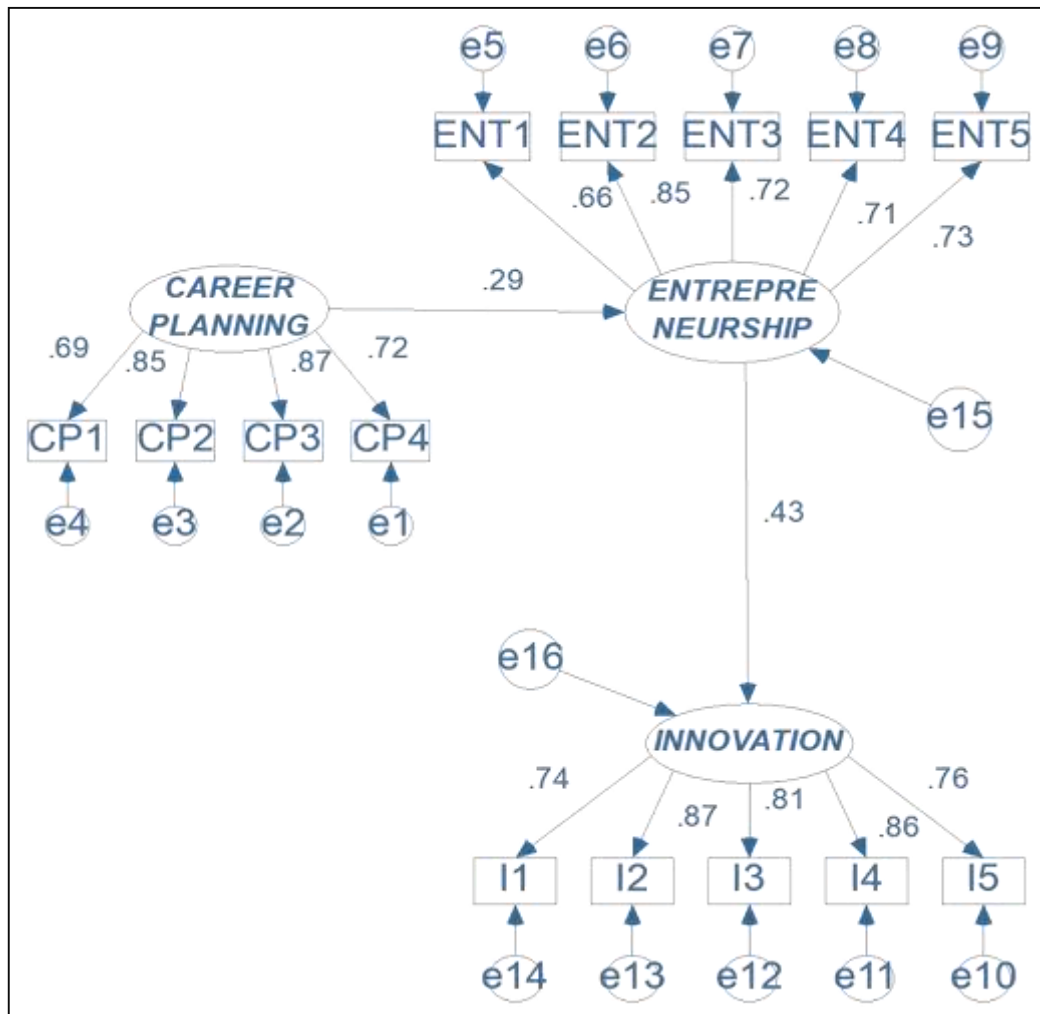 e5 e6 e7 e8 e9
ENT1 ENT2 ENT3 ENT4 ENT5
.66 .85 .72 .71 .73
CAREER
PLANNING
.29
ENTREPRE
NEURSHIP
.69 .85 .87 .72
CP1 CP2 CP3 CP4
e15
e4 e3 e2 e1
.43
e16
INNOVATION
.74 .87 .81 .86 .76
I1 I2 I3 I4 I5
e14 e13 e12 e11 e10